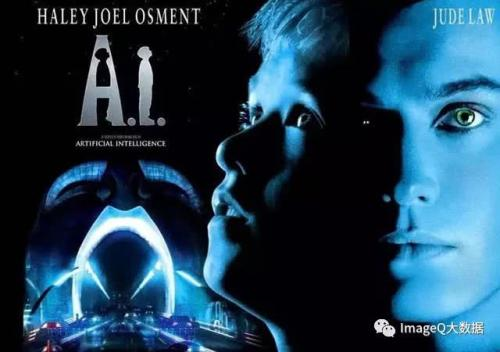 HALEY JOEL OSMENT
JUDE LAW
A.I.
ARTIFICIAL INTELLIGENCE
ImageQ大数据